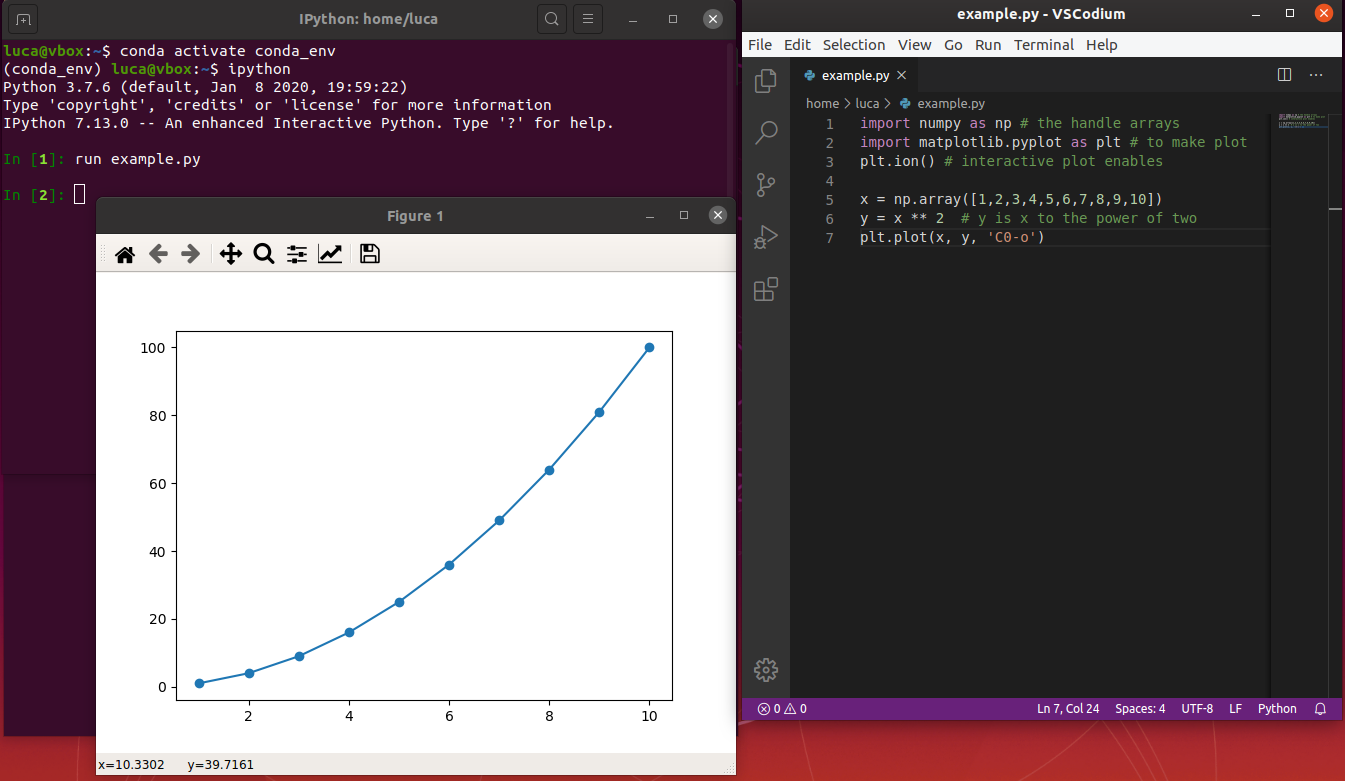 IPython: home/luca
luca@vbox:~$ conda activate conda_env
(conda_env) luca@vbox:~$ ipython
Python 3.7.6 (default, Jan  8 2020, 19:59:22)
Type 'copyright', 'credits' or 'license' for more information
IPython 7.13.0 -- An enhanced Interactive Python. Type '?' for help.
In [1]: run example.py
In [2]:
Figure 1
100
80
60
40
20
0
2 4 6 8 10
x=10.3302 y=39.7161
example.py - VSCodium
File Edit Selection View Go Run Terminal Help
example.py
home > luca > example.py
1 import numpy as np # the handle arrays
2 import matplotlib.pyplot as plt # to make plot
3 plt.ion() # interactive plot enables
4
5 x = np.array([1,2,3,4,5,6,7,8,9,10])
6 y = x ** 2  # y is x to the power of two
7 plt.plot(x, y, 'C0-o')
0 0 Ln 7, Col 24 Spaces: 4 UTF-8 LF Python